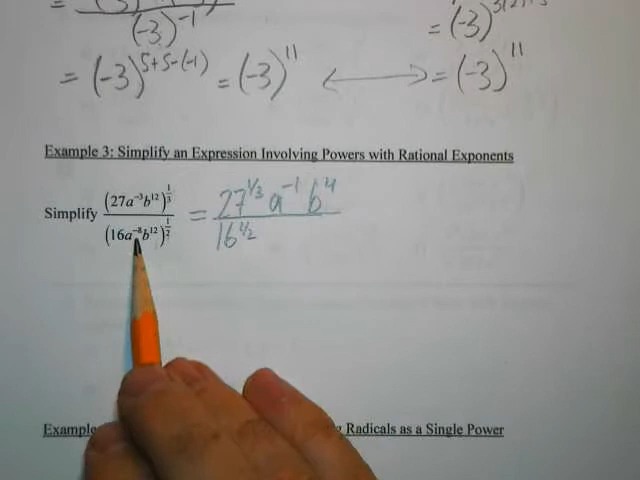 (-3)^-1
= (-3)^5+5-(-1) = (-3)^11 ⟷ = (-3)^11
Example 3: Simplify an Expression Involving Powers with Rational Exponents
Simplify (27a^-3 b^12)^1/3 / (16a^-8 b^12)^1/2 = 27^1/3 a^-1 b^4 / 16^1/2
Example Radicals as a Single Power